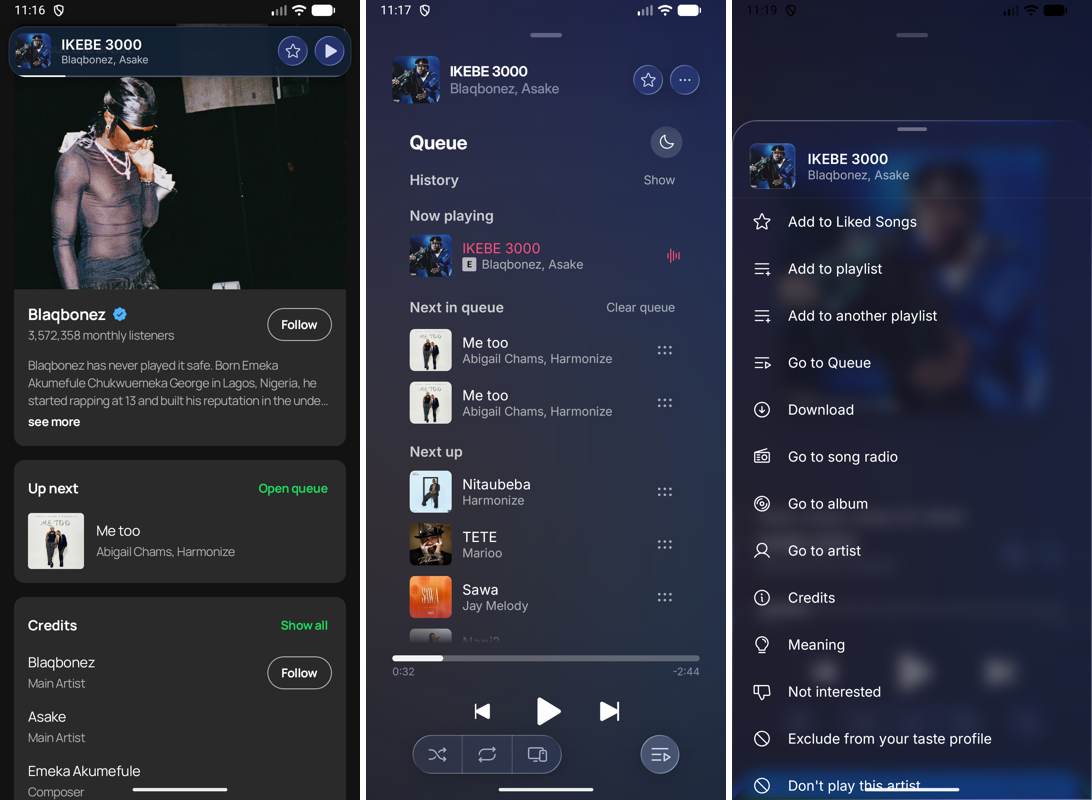 11:16
IKEBE 3000
Blaqbonez, Asake
Blaqbonez
3,572,358 monthly listeners
Follow
Blaqbonez has never played it safe. Born Emeka
Akumefule Chukwuemeka George in Lagos, Nigeria, he
started rapping at 13 and built his reputation in the unde...
see more
Up next
Open queue
ME TOO
Me too
Abigail Chams, Harmonize
Credits
Show all
Blaqbonez
Main Artist
Follow
Asake
Main Artist
Emeka Akumefule
Composer
11:17
IKEBE 3000
Blaqbonez, Asake
Queue
History
Show
Now playing
IKEBE 3000
E Blaqbonez, Asake
Next in queue
Clear queue
Me too
Abigail Chams, Harmonize
Me too
Abigail Chams, Harmonize
Next up
Nitaubeba
Harmonize
TETE
Marioo
SAWA
Sawa
Jay Melody
0:32
-2:44
11:19
IKEBE 3000
Blaqbonez, Asake
Add to Liked Songs
Add to playlist
Add to another playlist
Go to Queue
Download
Go to song radio
Go to album
Go to artist
Credits
Meaning
Not interested
Exclude from your taste profile
Don't play this artist